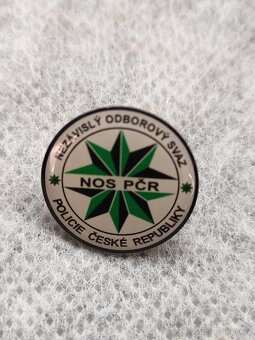 NEZÁVISLÝ ODBOROVÝ SVAZ
NOS PČR
POLICIE ČESKÉ REPUBLIKY